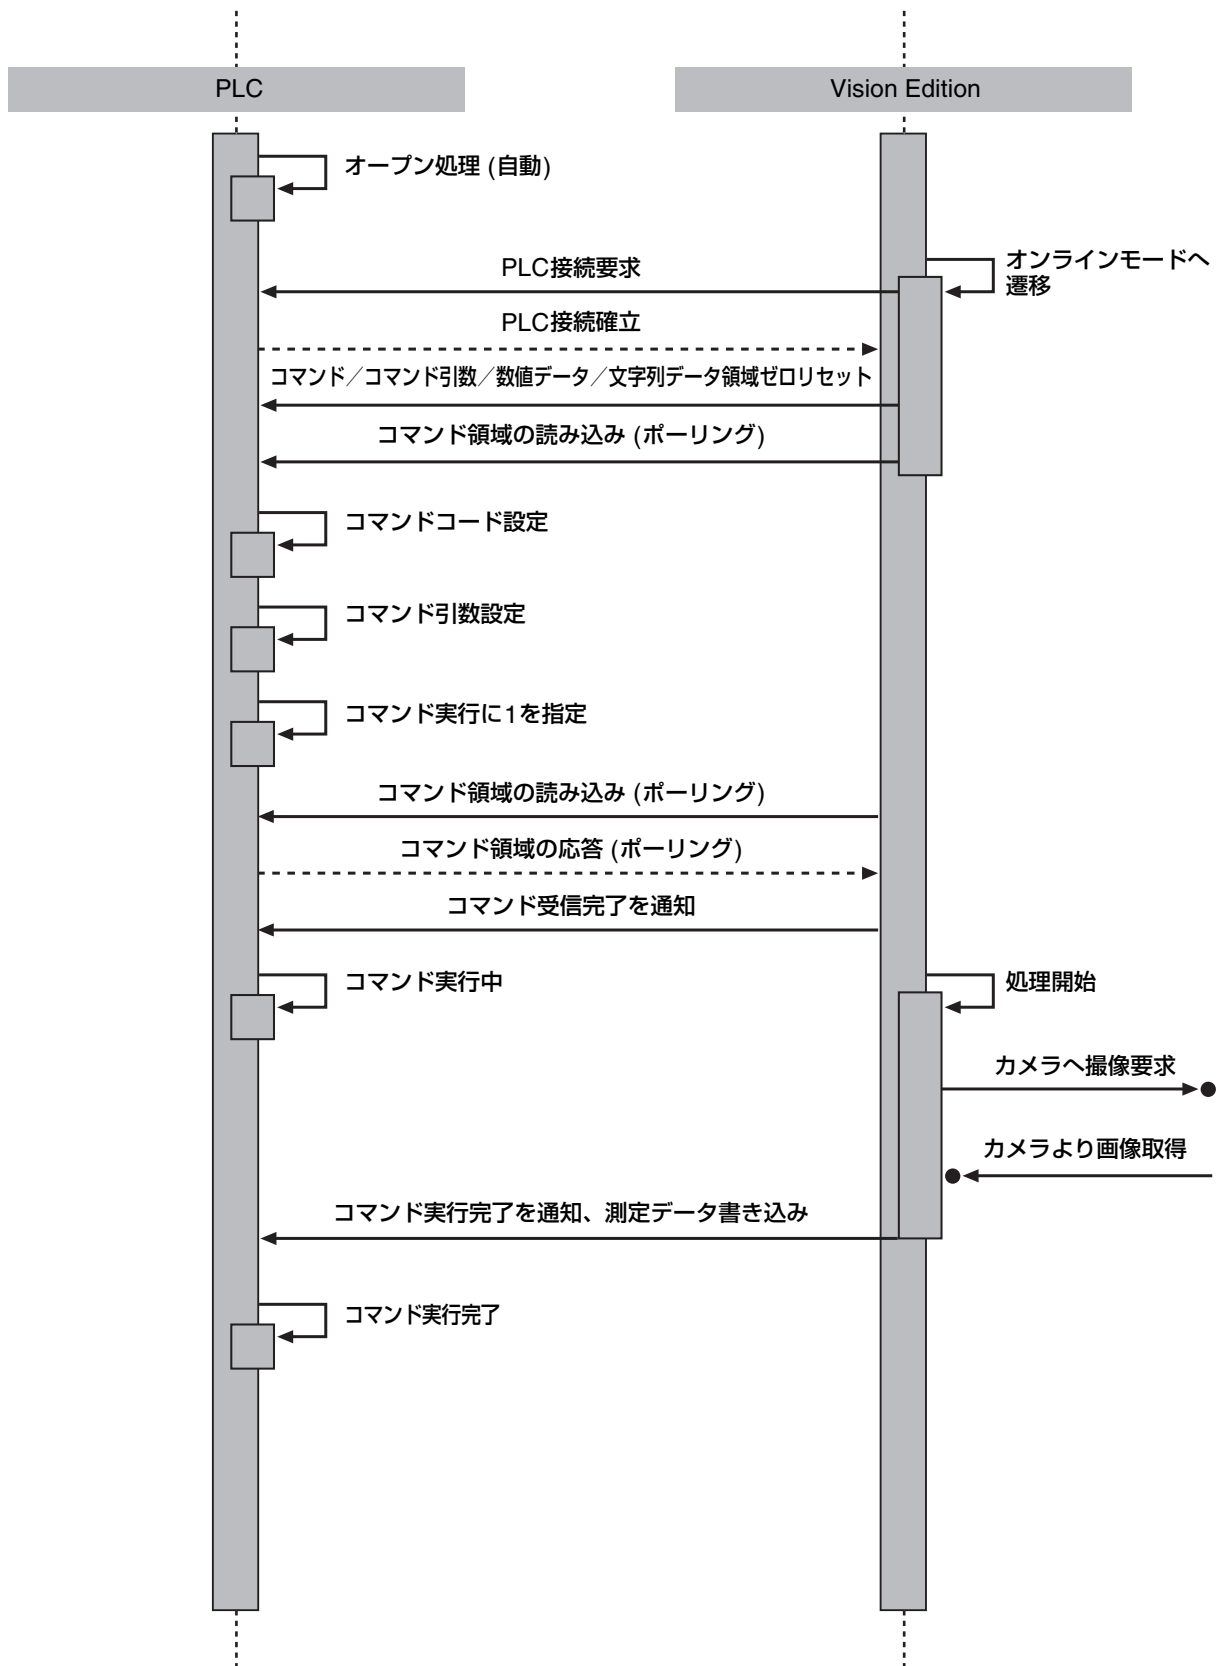 PLC
Vision Edition
オープン処理 (自動)
オンラインモードへ
遷移
PLC接続要求
PLC接続確立
コマンド／コマンド引数／数値データ／文字列データ領域ゼロリセット
コマンド領域の読み込み (ポーリング)
コマンドコード設定
コマンド引数設定
コマンド実行に1を指定
コマンド領域の読み込み (ポーリング)
コマンド領域の応答 (ポーリング)
コマンド受信完了を通知
コマンド実行中
処理開始
カメラへ撮像要求
カメラより画像取得
コマンド実行完了を通知、測定データ書き込み
コマンド実行完了